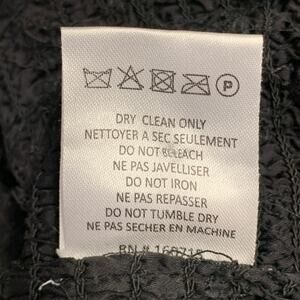 P
DRY CLEAN ONLY
NETTOYER A SEC SEULEMENT
DO NOT BLEACH
NE PAS JAVELLISER
DO NOT IRON
NE PAS REPASSER
DO NOT TUMBLE DRY
NE PAS SECHER EN MACHINE
RN#